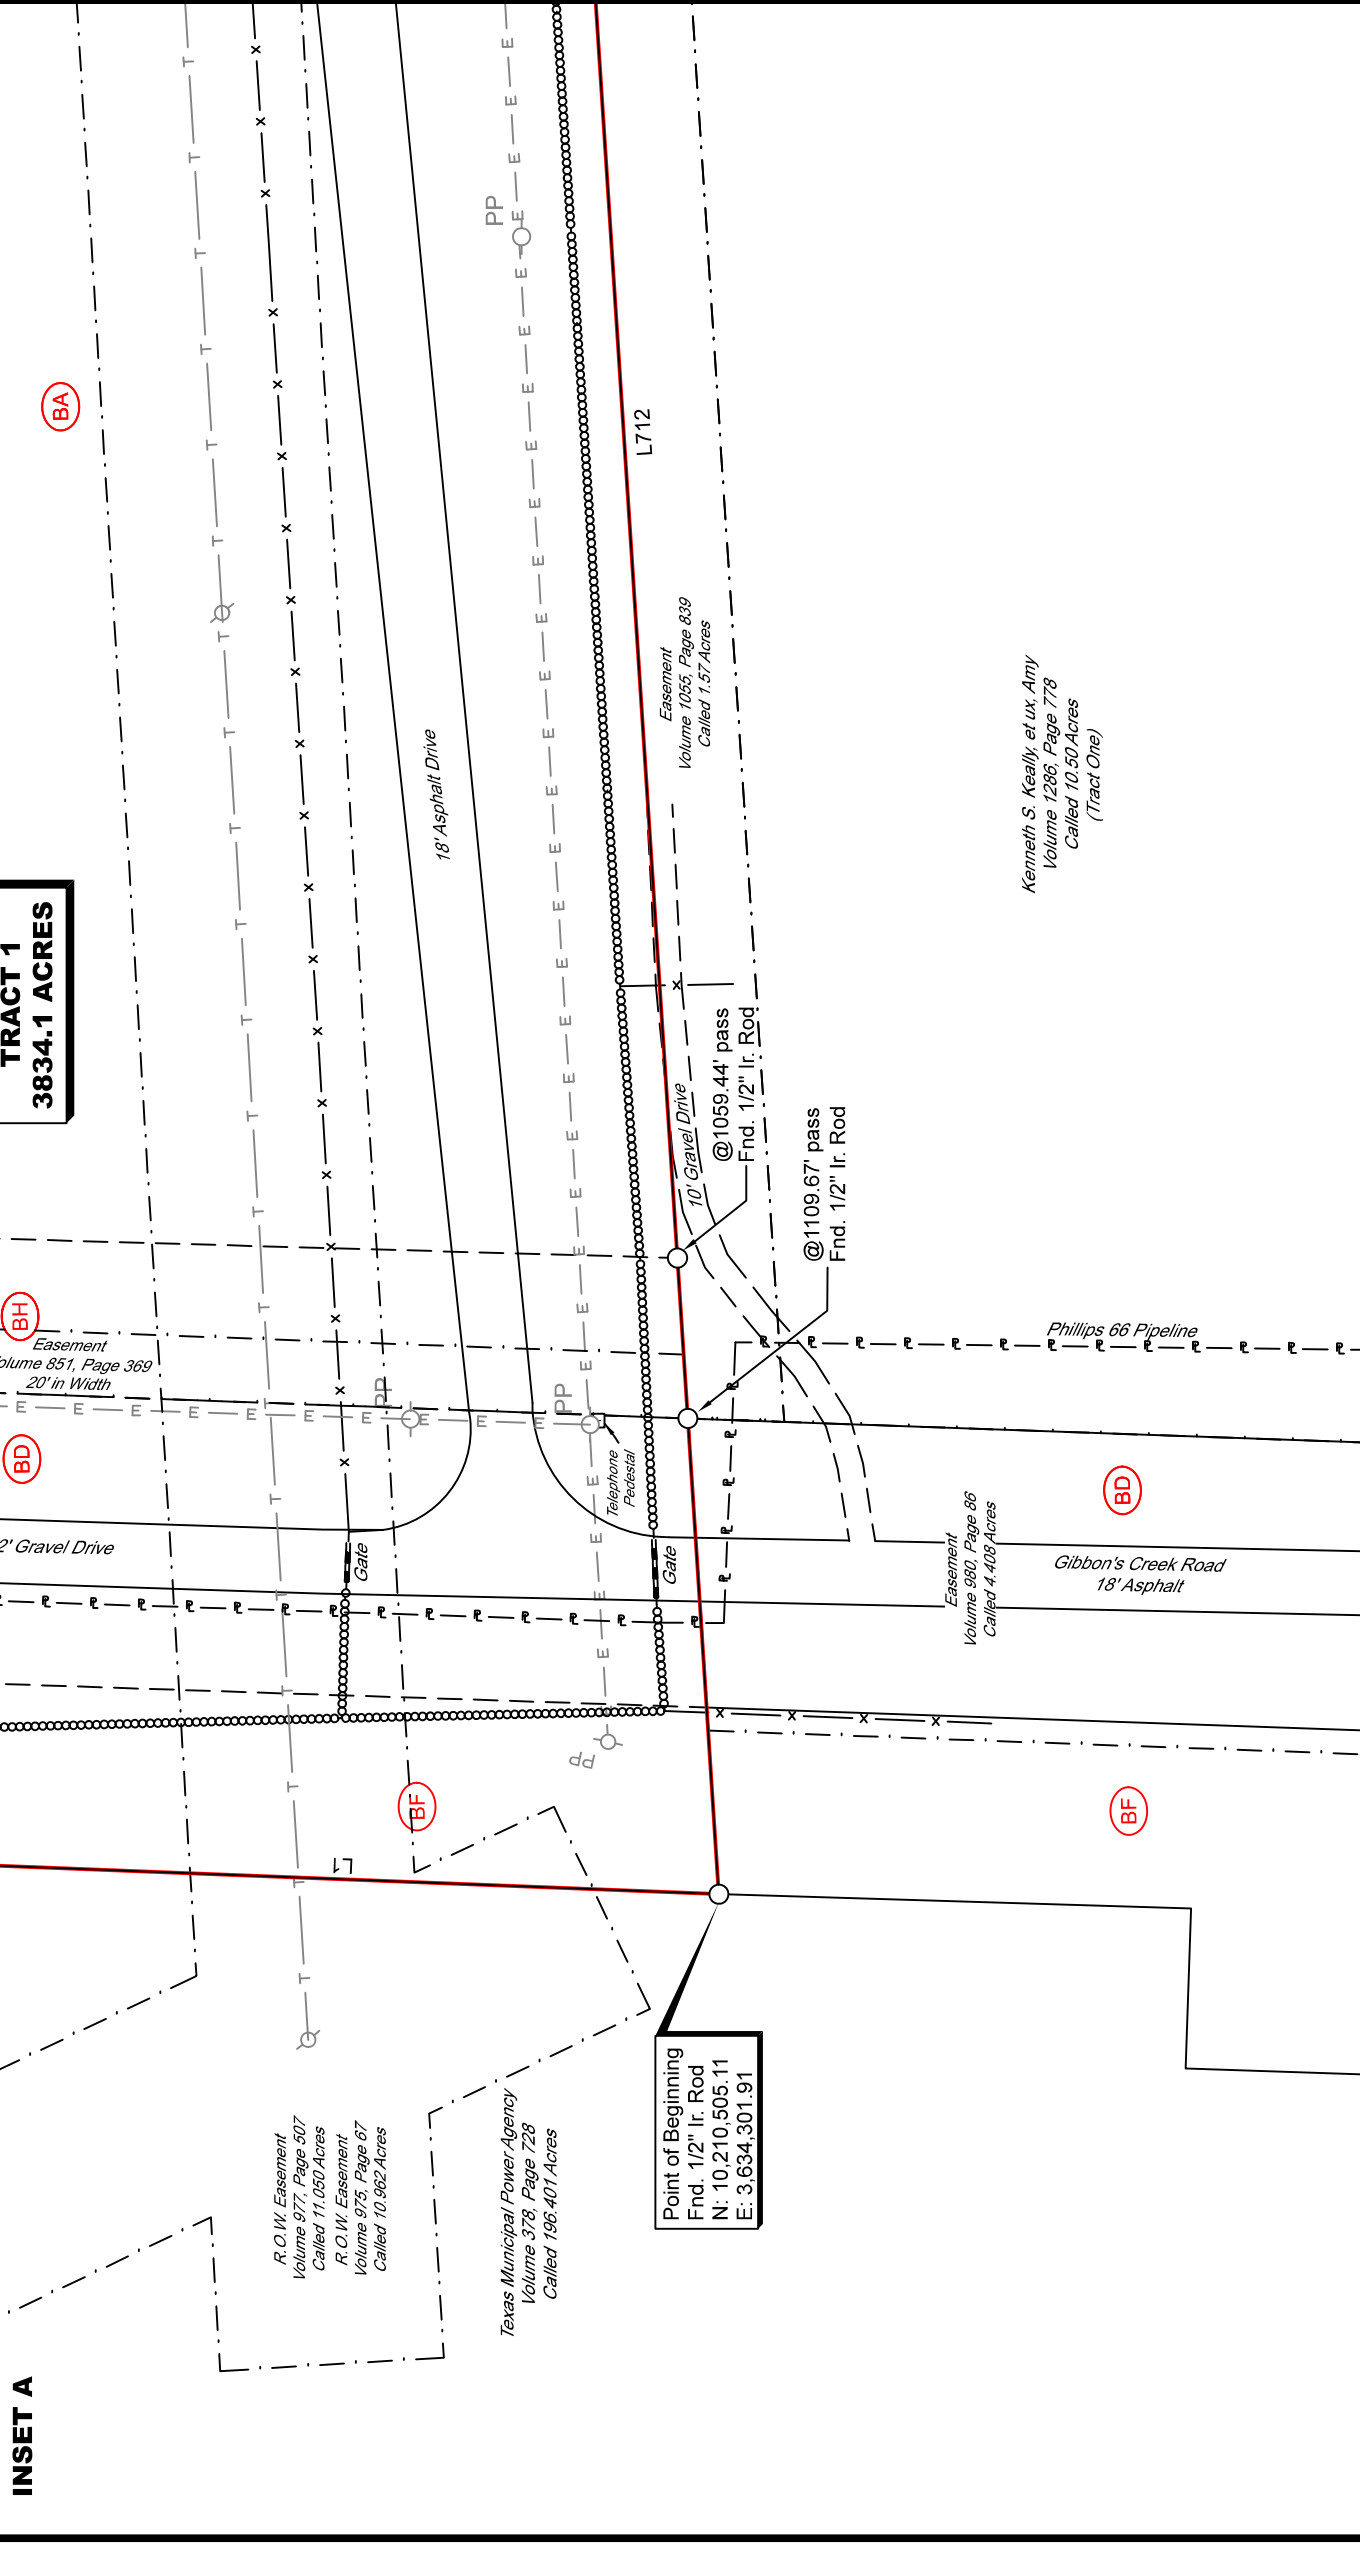 BA
PP
L712
Easement
Volume 1055, Page 839
Called 1.57 Acres
Kenneth S. Keally, et ux, Amy
Volume 1286, Page 778
Called 10.50 Acres
(Tract One)
18' Asphalt Drive
TRACT 1
3834.1 ACRES
10' Gravel Drive
@1059.44' pass
Fnd. 1/2" Ir. Rod
@1109.67' pass
Fnd. 1/2" Ir. Rod
BH
Easement
olume 851, Page 369
20' in Width
PP
PP
Phillips 66 Pipeline
BD
Telephone
Pedestal
BD
2' Gravel Drive
Gate
Gate
Easement
Volume 980, Page 86
Called 4.408 Acres
Gibbon's Creek Road
18' Asphalt
PP
BF
BF
L1
Point of Beginning
Fnd. 1/2" Ir. Rod
N: 10,210,505.11
E: 3,634,301.91
R.O.W. Easement
Volume 977, Page 507
Called 11.050 Acres
R.O.W. Easement
Volume 975, Page 67
Called 10.962 Acres
Texas Municipal Power Agency
Volume 378, Page 728
Called 196.401 Acres
INSET A